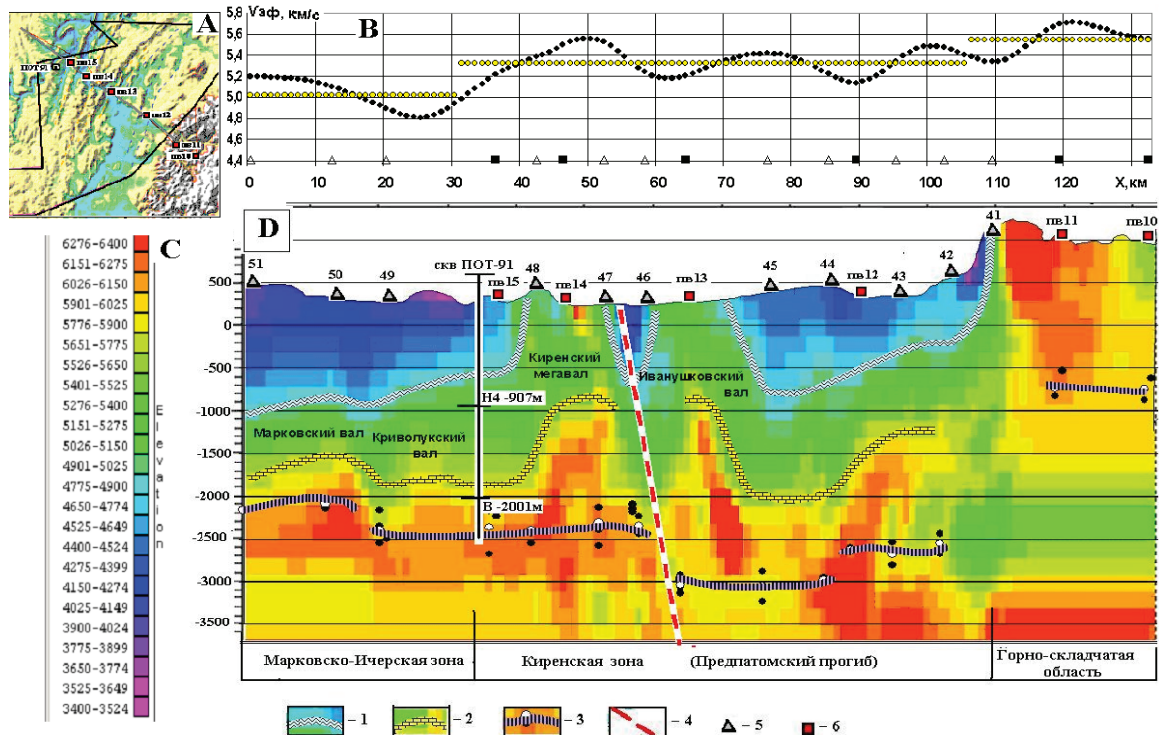 A
пв15
ПОТ-91
пв14
пв13
пв12
пв11
пв10
B
Vэф, км/с
5,8
5,6
5,4
5,2
5,0
4,8
4,6
4,4
0 10 20 30 40 50 60 70 80 90 100 110 120 X,км
C
6276-6400
6151-6275
6026-6150
5901-6025
5776-5900
5651-5775
5526-5650
5401-5525
5276-5400
5151-5275
5026-5150
4901-5025
4775-4900
4650-4774
4525-4649
4400-4524
4275-4399
4150-4274
4025-4149
3900-4024
3775-3899
3650-3774
3525-3649
3400-3524
Elevation
D
51 50 49 скв ПОТ-91 пв15 48 пв14 47 46 пв13 45 44 пв12 43 42 41 пв11 пв10
500
0
-500
-1000
-1500
-2000
-2500
-3000
-3500
Киренский
мегавал
Иванушковский
вал
Н4 -907м
Марковский вал
Криволукский
вал
В -2001м
Марковско-Ичерская зона
Киренская зона
(Предпатомский прогиб)
Горно-складчатая
область
- 1
- 2
- 3
- 4
- 5
- 6